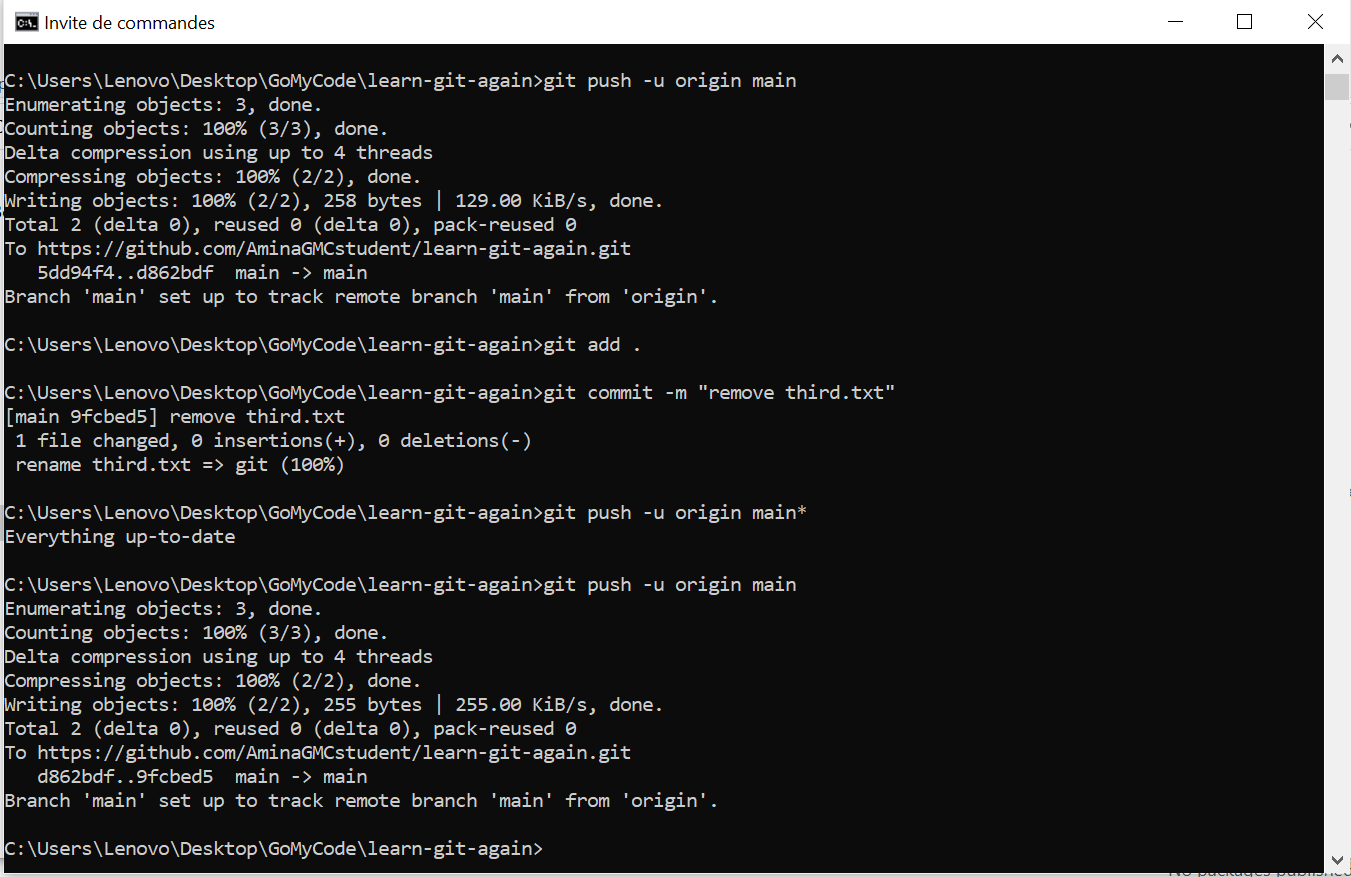 Invite de commandes
C:\Users\Lenovo\Desktop\GoMyCode\learn-git-again>git push -u origin main
Enumerating objects: 3, done.
Counting objects: 100% (3/3), done.
Delta compression using up to 4 threads
Compressing objects: 100% (2/2), done.
Writing objects: 100% (2/2), 258 bytes | 129.00 KiB/s, done.
Total 2 (delta 0), reused 0 (delta 0), pack-reused 0
To https://github.com/AminaGMCstudent/learn-git-again.git
   5dd94f4..d862bdf  main -> main
Branch 'main' set up to track remote branch 'main' from 'origin'.
C:\Users\Lenovo\Desktop\GoMyCode\learn-git-again>git add .
C:\Users\Lenovo\Desktop\GoMyCode\learn-git-again>git commit -m "remove third.txt"
[main 9fcbed5] remove third.txt
 1 file changed, 0 insertions(+), 0 deletions(-)
 rename third.txt => git (100%)
C:\Users\Lenovo\Desktop\GoMyCode\learn-git-again>git push -u origin main*
Everything up-to-date
C:\Users\Lenovo\Desktop\GoMyCode\learn-git-again>git push -u origin main
Enumerating objects: 3, done.
Counting objects: 100% (3/3), done.
Delta compression using up to 4 threads
Compressing objects: 100% (2/2), done.
Writing objects: 100% (2/2), 255 bytes | 255.00 KiB/s, done.
Total 2 (delta 0), reused 0 (delta 0), pack-reused 0
To https://github.com/AminaGMCstudent/learn-git-again.git
   d862bdf..9fcbed5  main -> main
Branch 'main' set up to track remote branch 'main' from 'origin'.
C:\Users\Lenovo\Desktop\GoMyCode\learn-git-again>